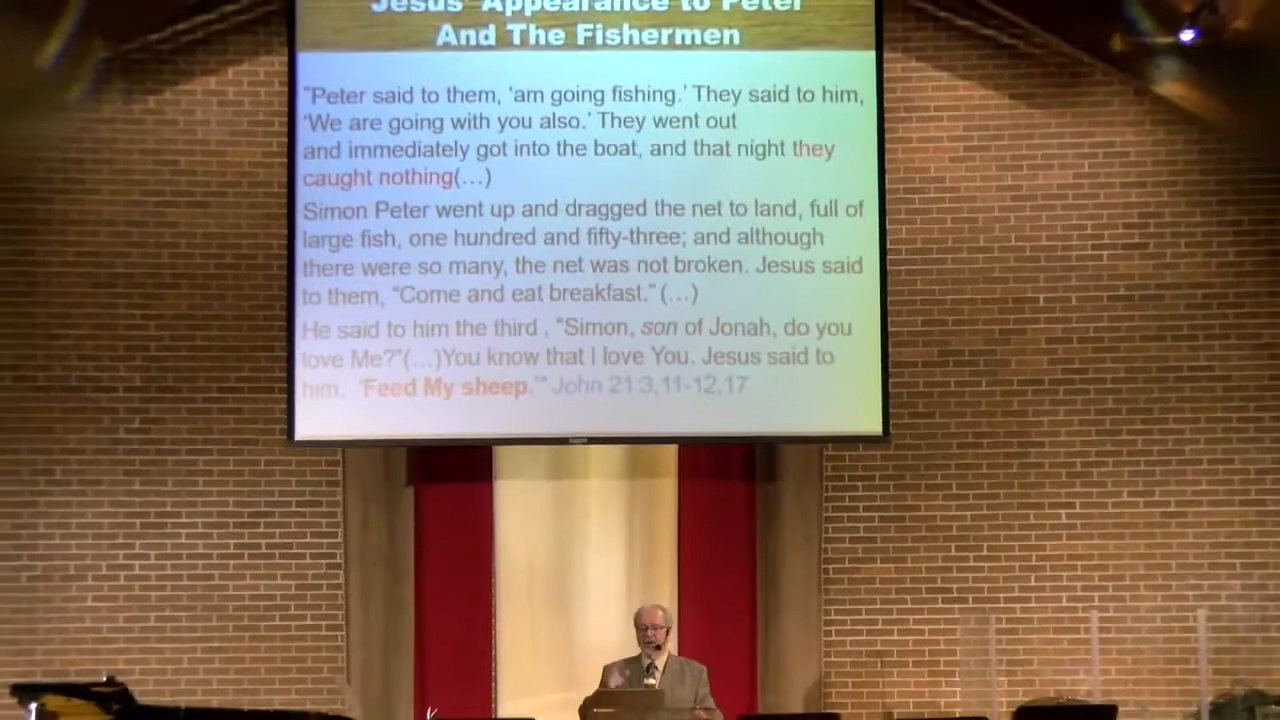 Jesus' Appearance to Peter
And The Fishermen
"Peter said to them, 'am going fishing.' They said to him,
'We are going with you also.' They went out
and immediately got into the boat, and that night they
caught nothing(…)
Simon Peter went up and dragged the net to land, full of
large fish, one hundred and fifty-three; and although
there were so many, the net was not broken. Jesus said
to them, "Come and eat breakfast." (…)
He said to him the third , "Simon, son of Jonah, do you
love Me?"(…)You know that I love You. Jesus said to
him, 'Feed My sheep.'" John 21:3,11-12,17